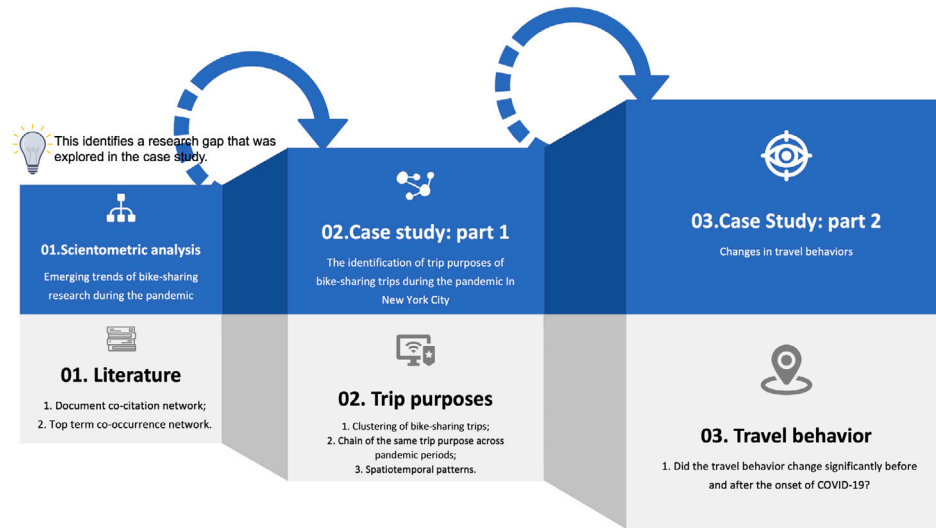 This identifies a research gap that was
explored in the case study.
01.Scientometric analysis
Emerging trends of bike-sharing
research during the pandemic
01. Literature
1. Document co-citation network;
2. Top term co-occurrence network.
02.Case study: part 1
The identification of trip purposes of
bike-sharing trips during the pandemic In
New York City
02. Trip purposes
1. Clustering of bike-sharing trips;
2. Chain of the same trip purpose across
pandemic periods;
3. Spatiotemporal patterns.
03.Case Study: part 2
Changes in travel behaviors
03. Travel behavior
1. Did the travel behavior change significantly before
and after the onset of COVID-19?